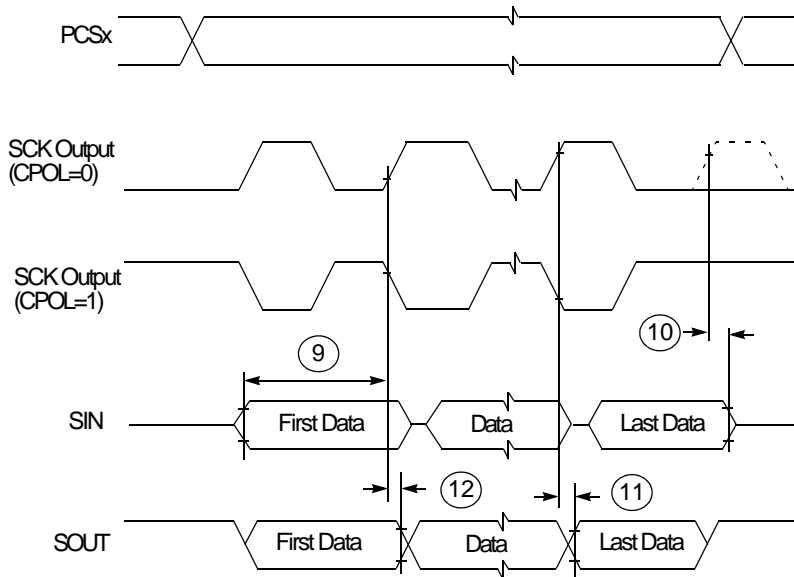 PCSx
SCK Output
(CPOL=0)
SCK Output
(CPOL=1)
10
9
SIN
First Data
Data
Last Data
12
11
SOUT
First Data
Data
Last Data